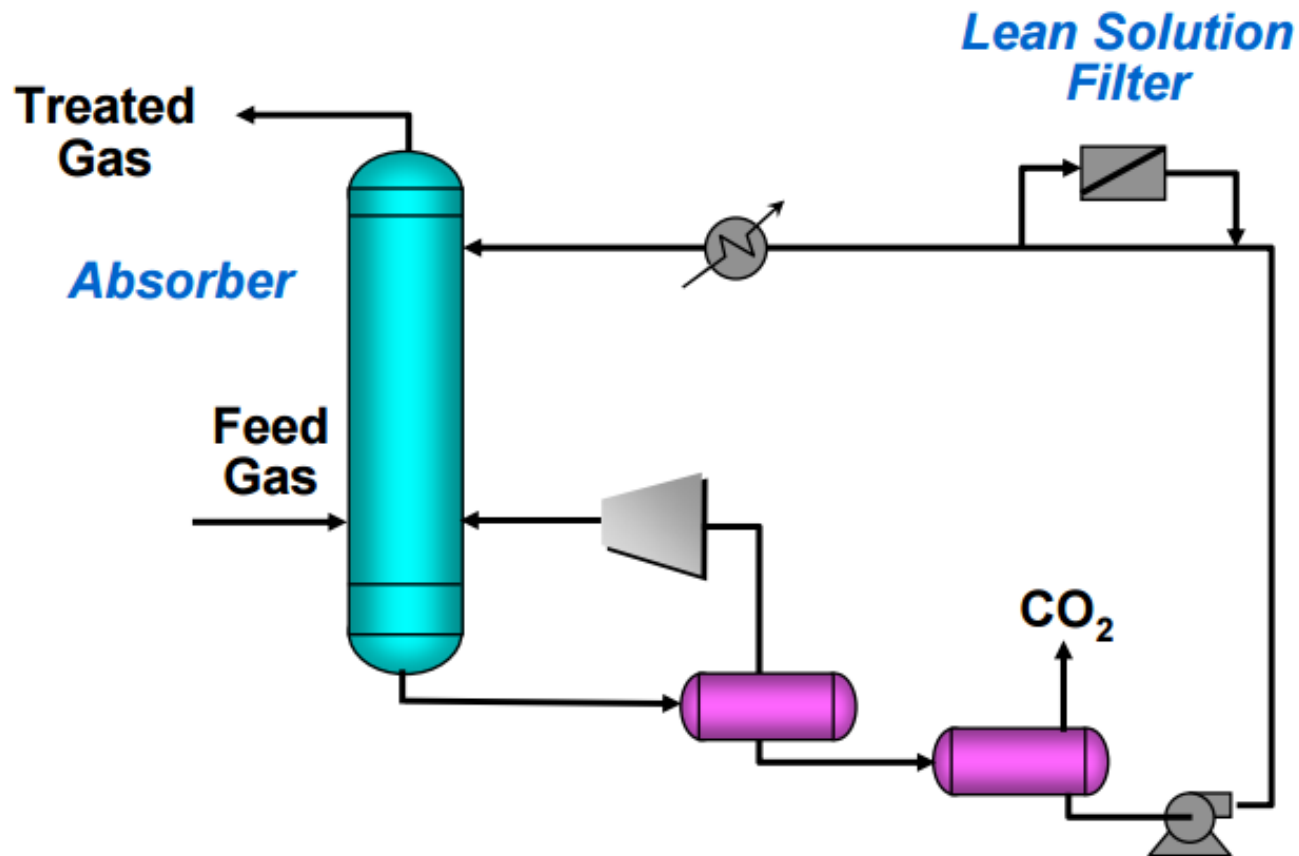 Lean Solution
Filter
Treated
Gas
Absorber
Feed
Gas
CO₂